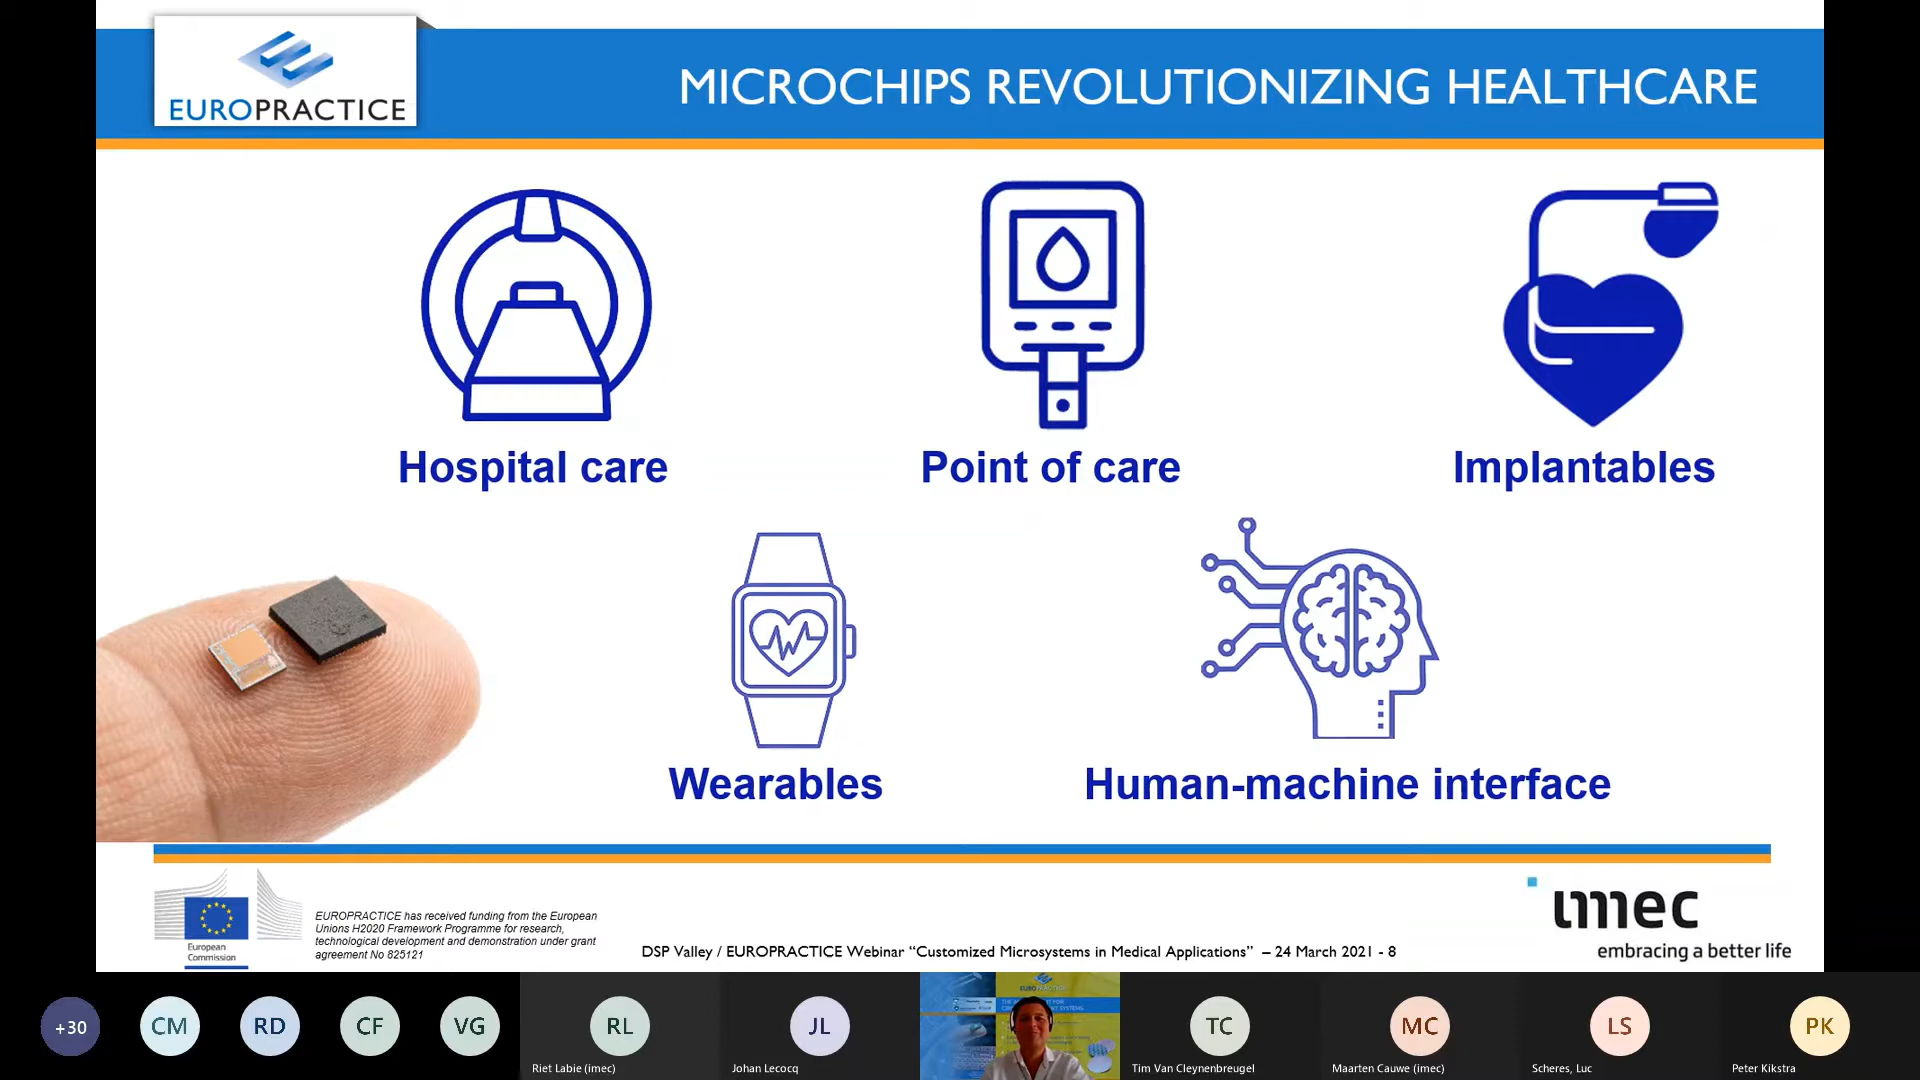 EUROPRACTICE
MICROCHIPS REVOLUTIONIZING HEALTHCARE
Hospital care
Point of care
Implantables
Wearables
Human-machine interface
European
Commission
EUROPRACTICE has received funding from the European
Unions H2020 Framework Programme for research,
technological development and demonstration under grant
agreement No 825121
DSP Valley / EUROPRACTICE Webinar “Customized Microsystems in Medical Applications” – 24 March 2021 - 8
imec
embracing a better life
+30
CM
RD
CF
VG
RL
Riet Labie (imec)
JL
Johan Lecocq
EUROPRACTICE
TC
Tim Van Cleynenbreugel
MC
Maarten Cauwe (imec)
LS
Scheres, Luc
PK
Peter Kikstra